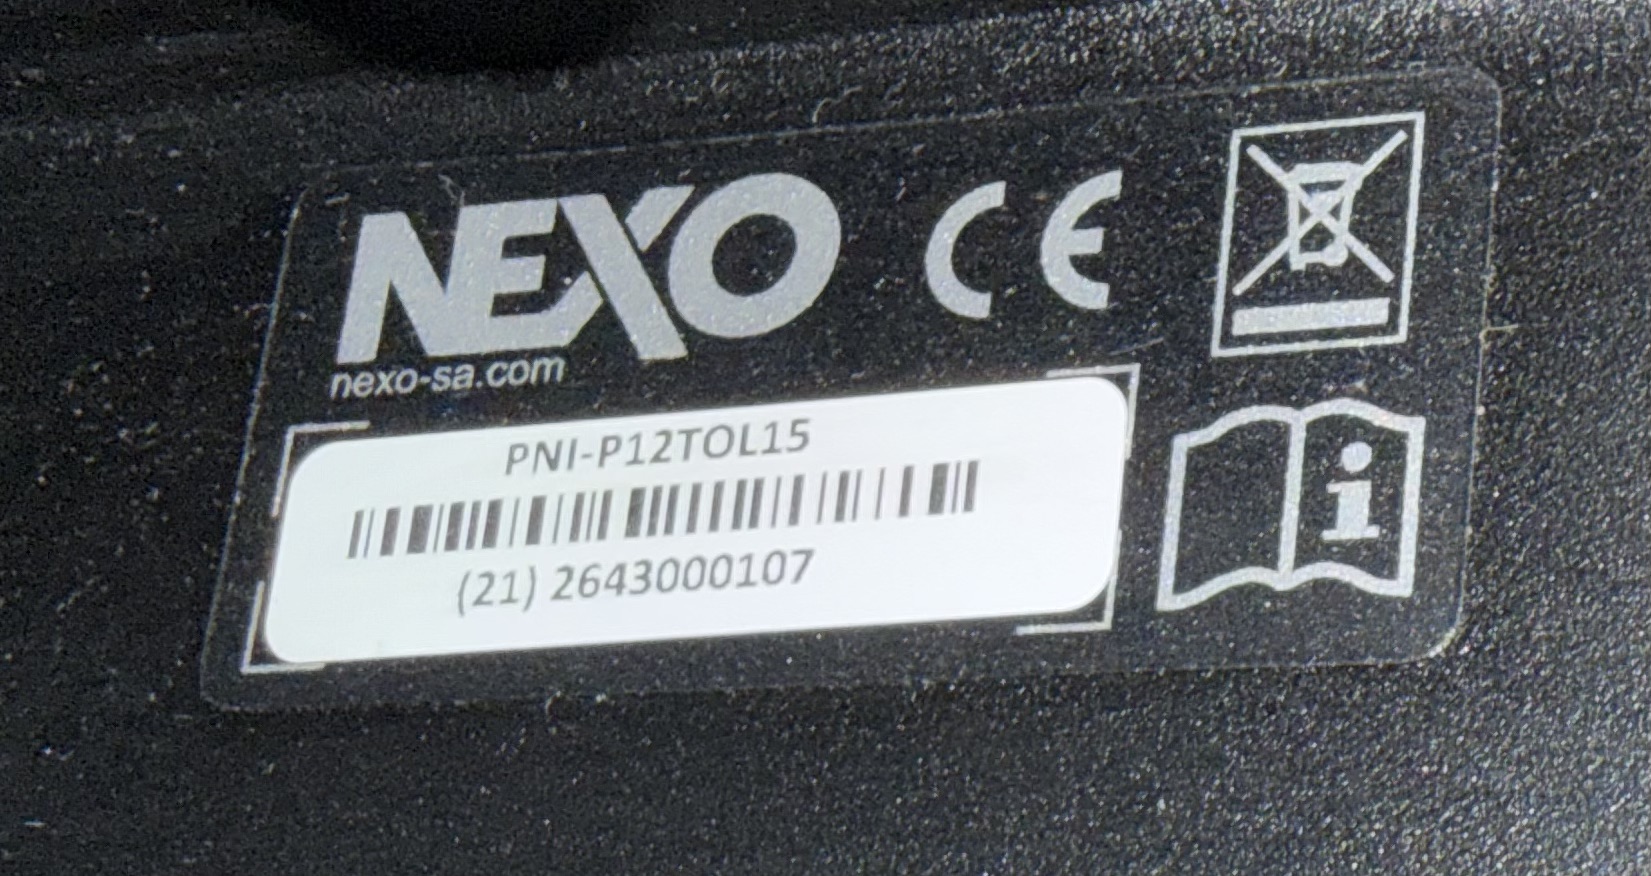 NEXO
CE
nexo-sa.com
PNI-P12TOL15
(21) 2643000107
i